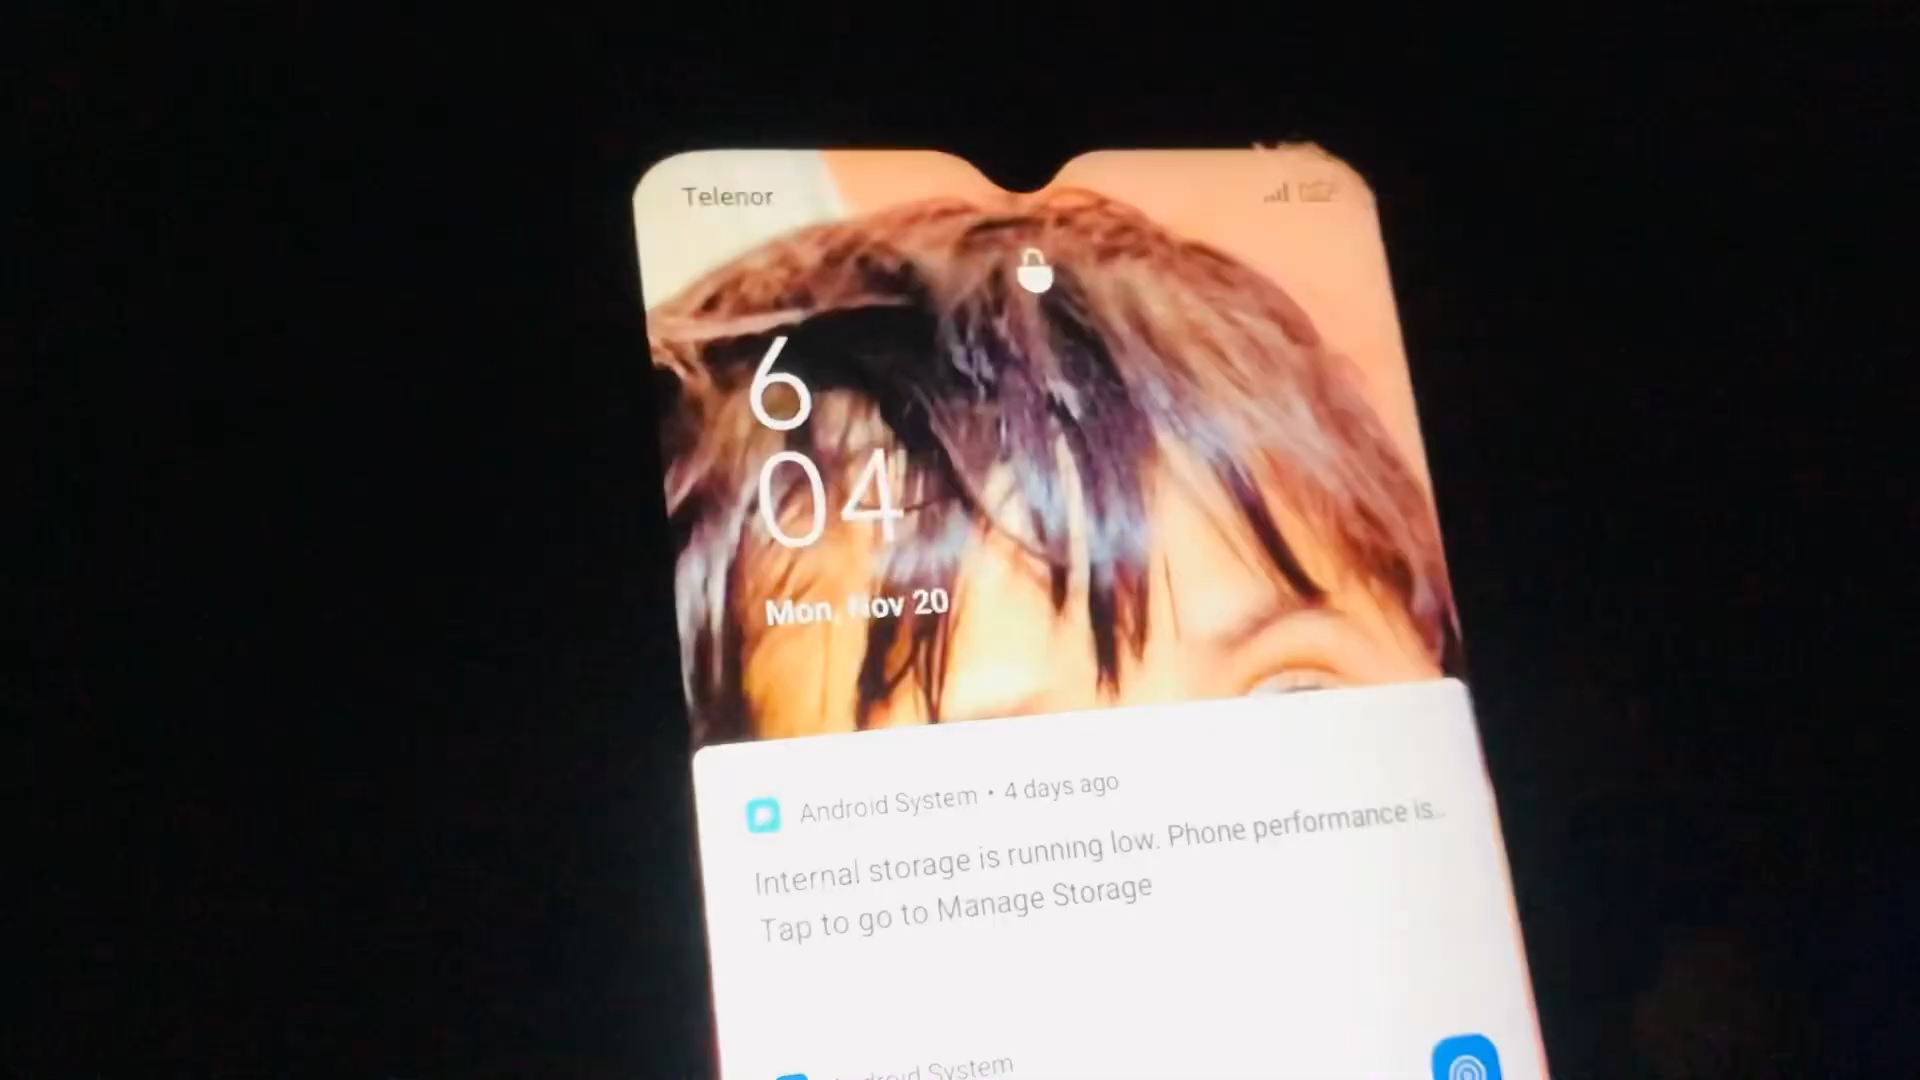 Telenor
6
04
Mon, Nov 20
Android System • 4 days ago
Internal storage is running low. Phone performance is..
Tap to go to Manage Storage
Android System